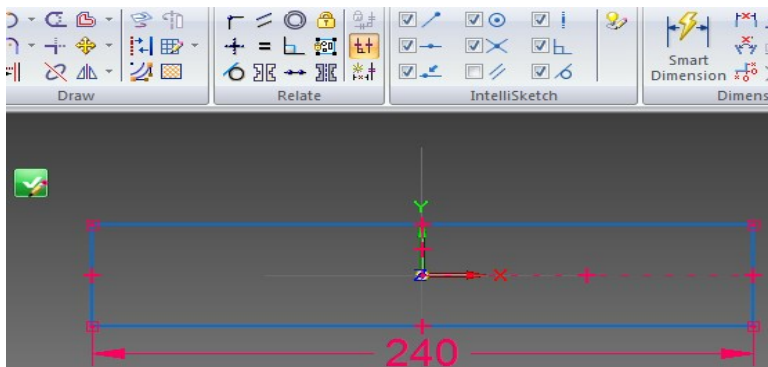 Smart
Dimension
Draw
Relate
IntelliSketch
Dimens
Y
Z
X
240